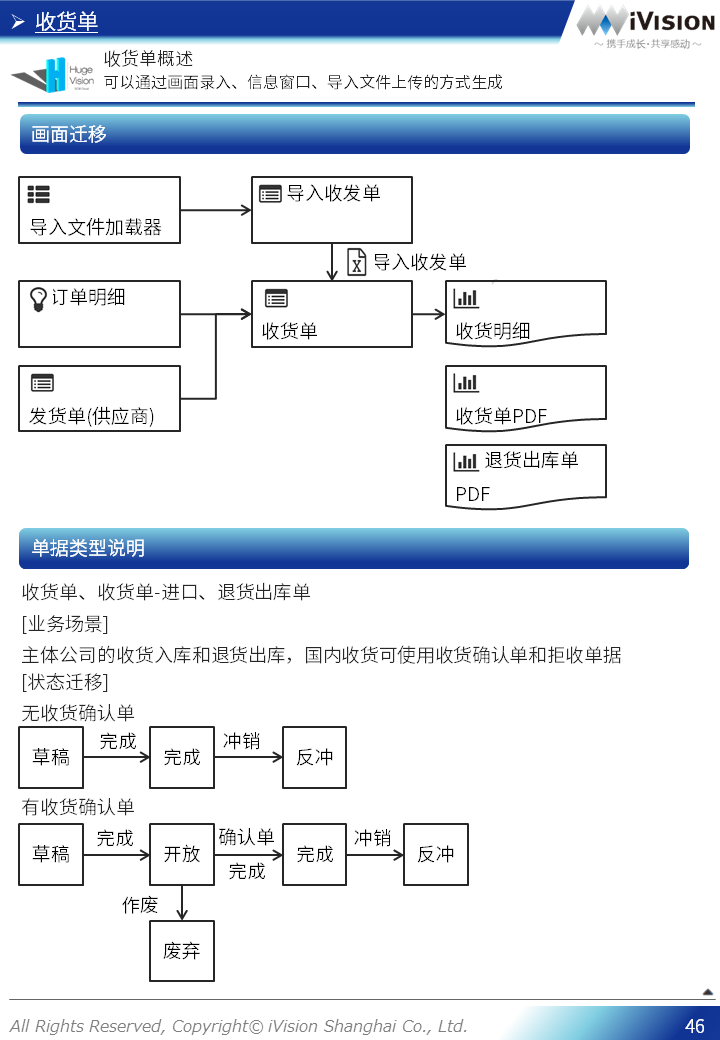 收货单
iVision
～ 携手成长·共享感动 ～
Huge
Vision
收货单概述
可以通过画面录入、信息窗口、导入文件上传的方式生成
画面迁移
导入文件加载器
导入收发单
导入收发单
订单明细
收货单
收货明细
发货单(供应商)
收货单PDF
退货出库单
PDF
单据类型说明
收货单、收货单-进口、退货出库单
[业务场景]
主体公司的收货入库和退货出库，国内收货可使用收货确认单和拒收单据
[状态迁移]
无收货确认单
草稿 完成 完成 冲销 反冲
有收货确认单
草稿 完成 开放 确认单 完成 完成 冲销 反冲
作废
废弃
All Rights Reserved, Copyright© iVision Shanghai Co., Ltd.
46